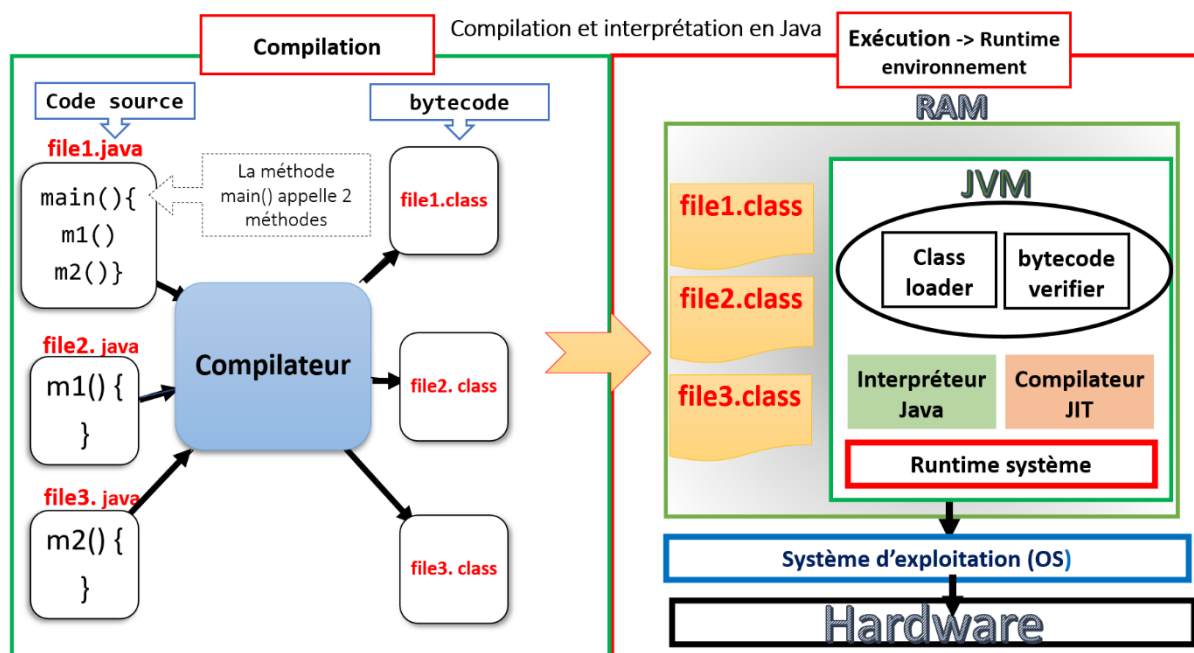 Compilation et interprétation en Java
Compilation
Code source
bytecode
file1.java
main(){
m1()
m2()}
La méthode
main() appelle 2
méthodes
file1.class
file2. java
m1() {
}
Compilateur
file2. class
file3. java
m2() {
}
file3. class
Exécution -> Runtime
environnement
RAM
file1.class
file2.class
file3.class
JVM
Class
loader
bytecode
verifier
Interpréteur
Java
Compilateur
JIT
Runtime système
Système d’exploitation (OS)
Hardware